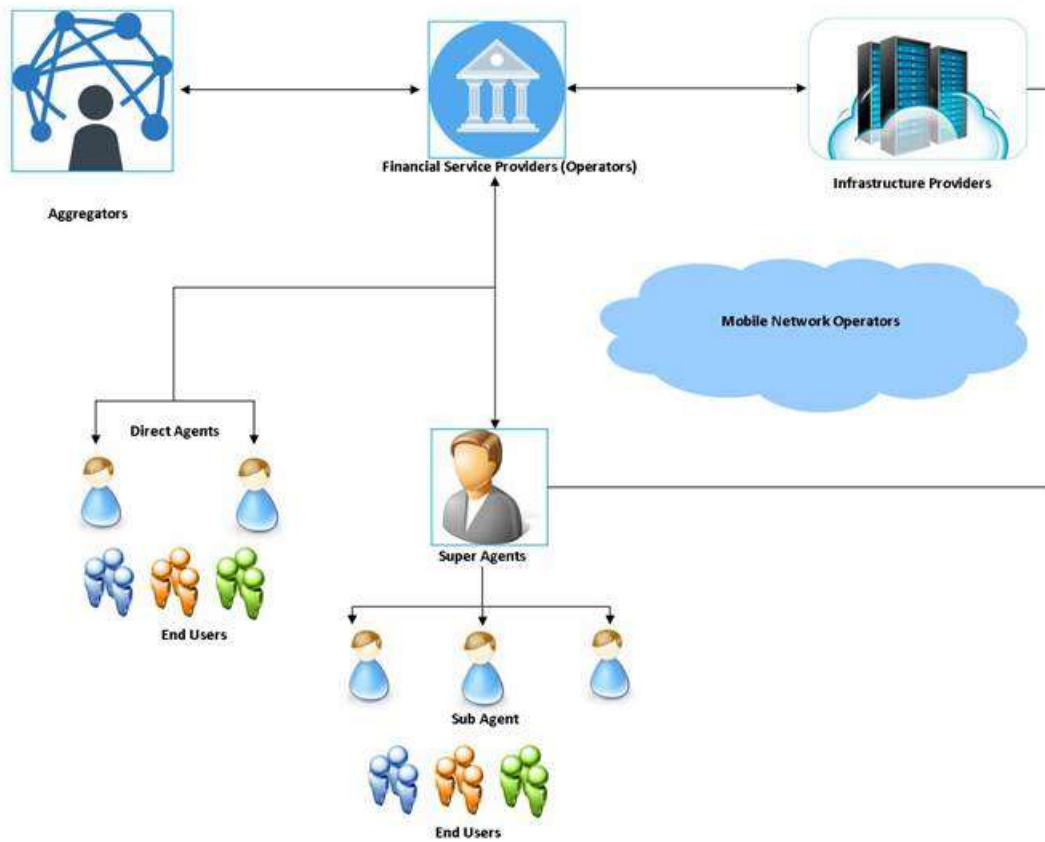 Financial Service Providers (Operators)
Infrastructure Providers
Aggregators
Mobile Network Operators
Direct Agents
Super Agents
End Users
Sub Agent
End Users